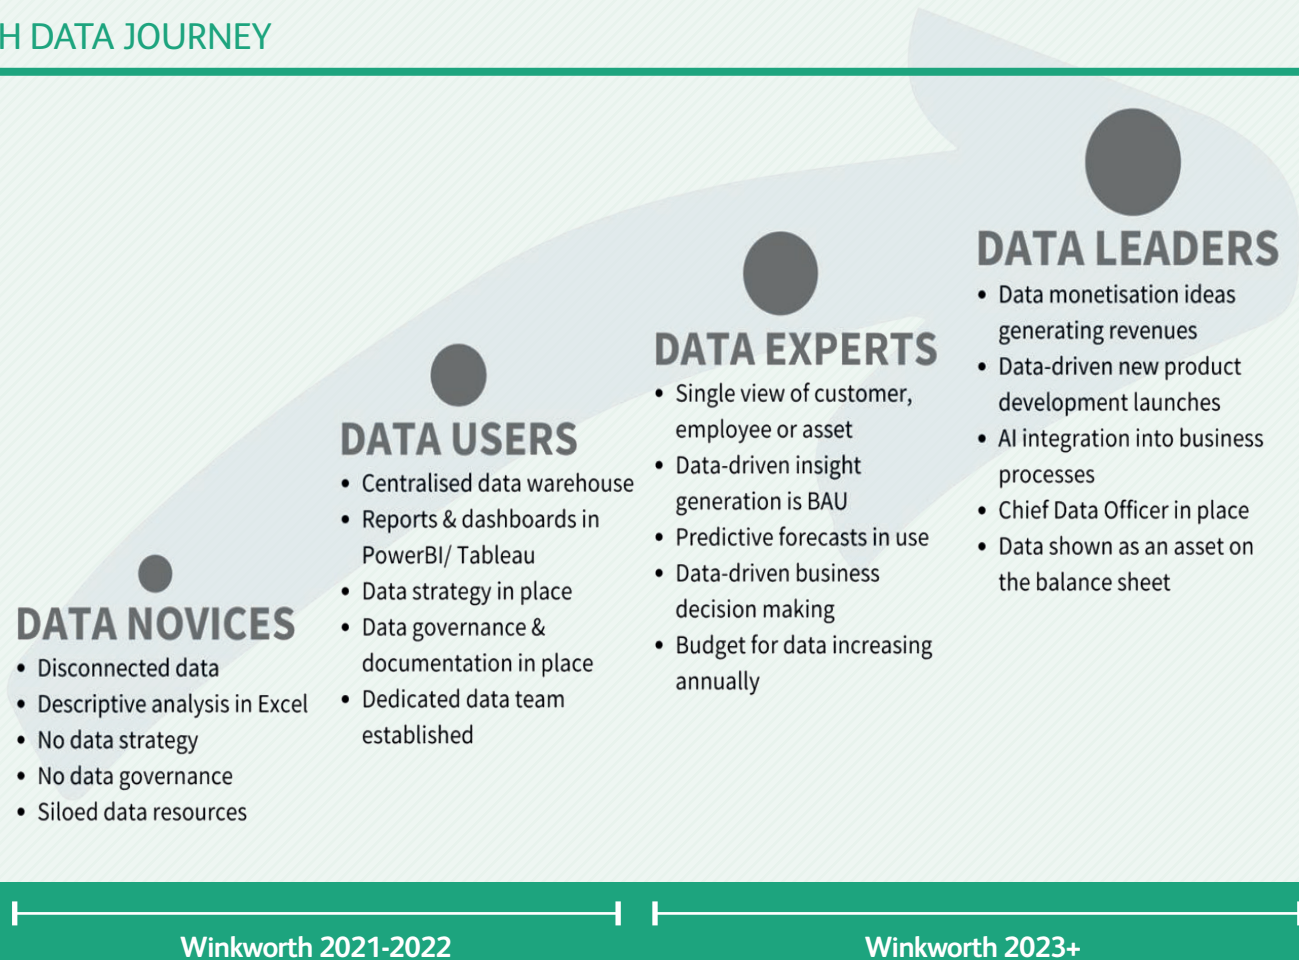 H DATA JOURNEY
DATA NOVICES
• Disconnected data
• Descriptive analysis in Excel
• No data strategy
• No data governance
• Siloed data resources
DATA USERS
• Centralised data warehouse
• Reports & dashboards in
PowerBI/ Tableau
• Data strategy in place
• Data governance &
documentation in place
• Dedicated data team
established
DATA EXPERTS
• Single view of customer,
employee or asset
• Data-driven insight
generation is BAU
• Predictive forecasts in use
• Data-driven business
decision making
• Budget for data increasing
annually
DATA LEADERS
• Data monetisation ideas
generating revenues
• Data-driven new product
development launches
• AI integration into business
processes
• Chief Data Officer in place
• Data shown as an asset on
the balance sheet
Winkworth 2021-2022
Winkworth 2023+